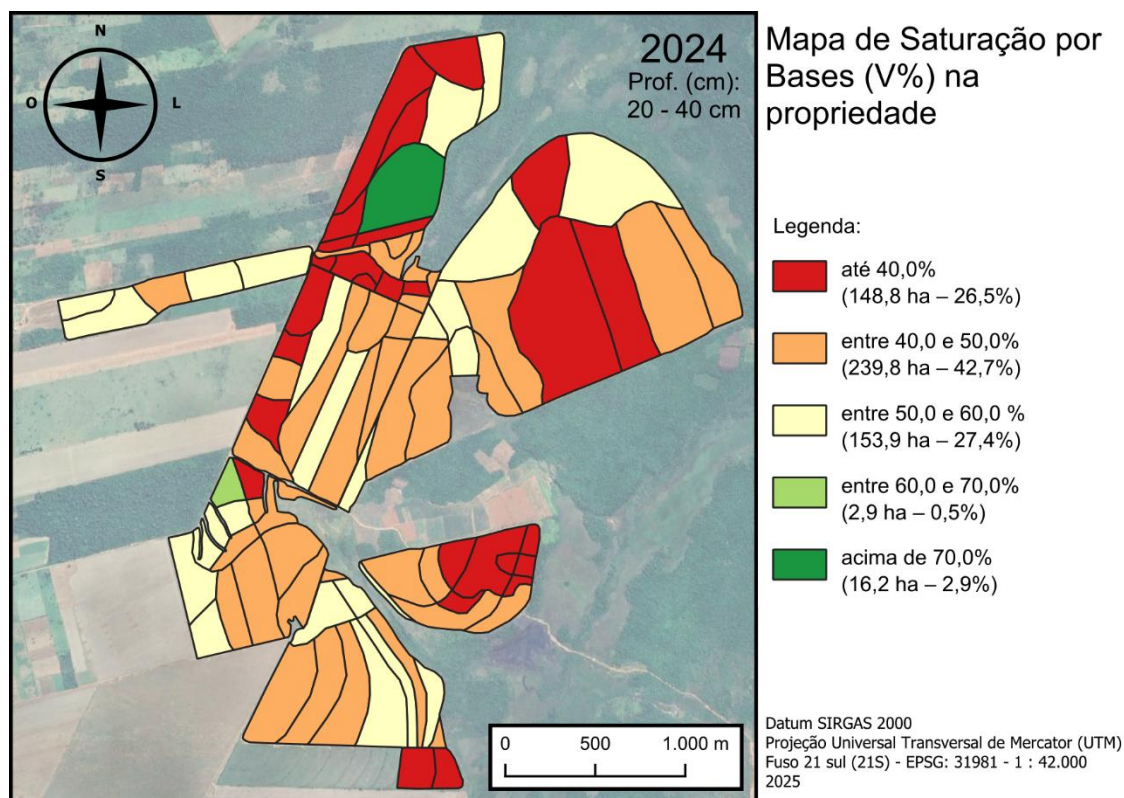 N
O
L
S
2024
Prof. (cm):
20 - 40 cm
0 500 1.000 m
Mapa de Saturação por
Bases (V%) na
propriedade
Legenda:
até 40,0%
(148,8 ha – 26,5%)
entre 40,0 e 50,0%
(239,8 ha – 42,7%)
entre 50,0 e 60,0 %
(153,9 ha – 27,4%)
entre 60,0 e 70,0%
(2,9 ha – 0,5%)
acima de 70,0%
(16,2 ha – 2,9%)
Datum SIRGAS 2000
Projeção Universal Transversal de Mercator (UTM)
Fuso 21 sul (21S) - EPSG: 31981 - 1 : 42.000
2025